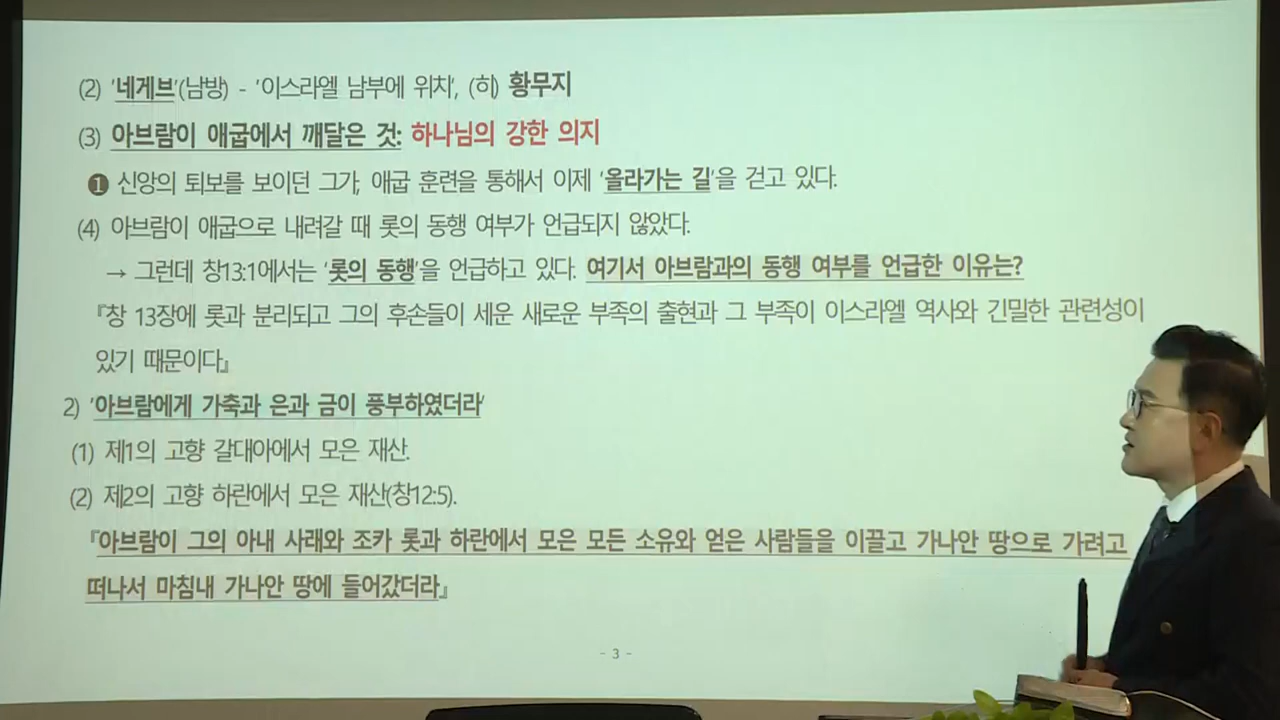 (2) '네게브'(남방) - '이스라엘 남부에 위치', (히) 황무지
(3) 아브람이 애굽에서 깨달은 것: 하나님의 강한 의지
❶ 신앙의 퇴보를 보이던 그가, 애굽 훈련을 통해서 이제 '올라가는 길'을 걷고 있다.
(4) 아브람이 애굽으로 내려갈 때 롯의 동행 여부가 언급되지 않았다.
→ 그런데 창13:1에서는 '롯의 동행'을 언급하고 있다. 여기서 아브람과의 동행 여부를 언급한 이유는?
『창 13장에 롯과 분리되고 그의 후손들이 세운 새로운 부족의 출현과 그 부족이 이스라엘 역사와 긴밀한 관련성이
있기 때문이다』
2) '아브람에게 가축과 은과 금이 풍부하였더라'
(1) 제1의 고향 갈대아에서 모은 재산.
(2) 제2의 고향 하란에서 모은 재산(창12:5).
『아브람이 그의 아내 사래와 조카 롯과 하란에서 모은 모든 소유와 얻은 사람들을 이끌고 가나안 땅으로 가려고
떠나서 마침내 가나안 땅에 들어갔더라』
- 3 -